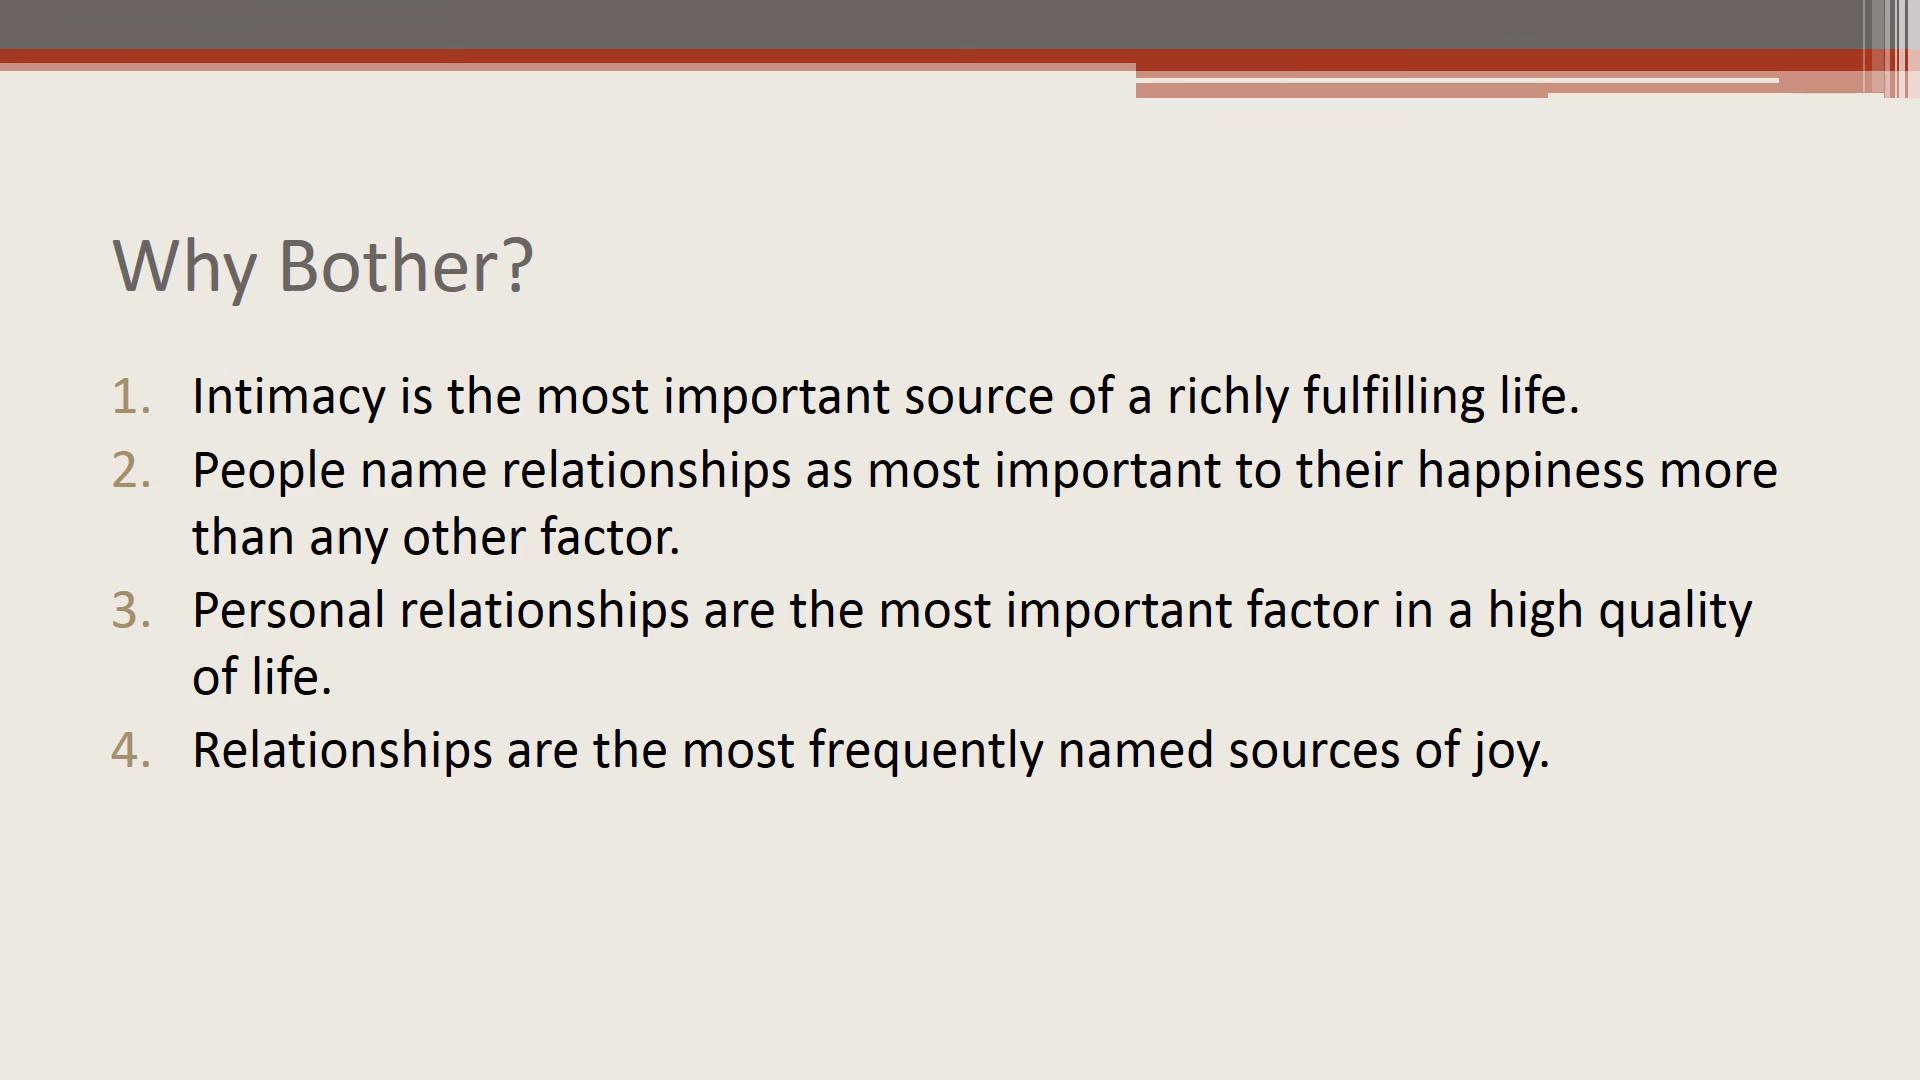 Why Bother?
1. Intimacy is the most important source of a richly fulfilling life.
2. People name relationships as most important to their happiness more
than any other factor.
3. Personal relationships are the most important factor in a high quality
of life.
4. Relationships are the most frequently named sources of joy.